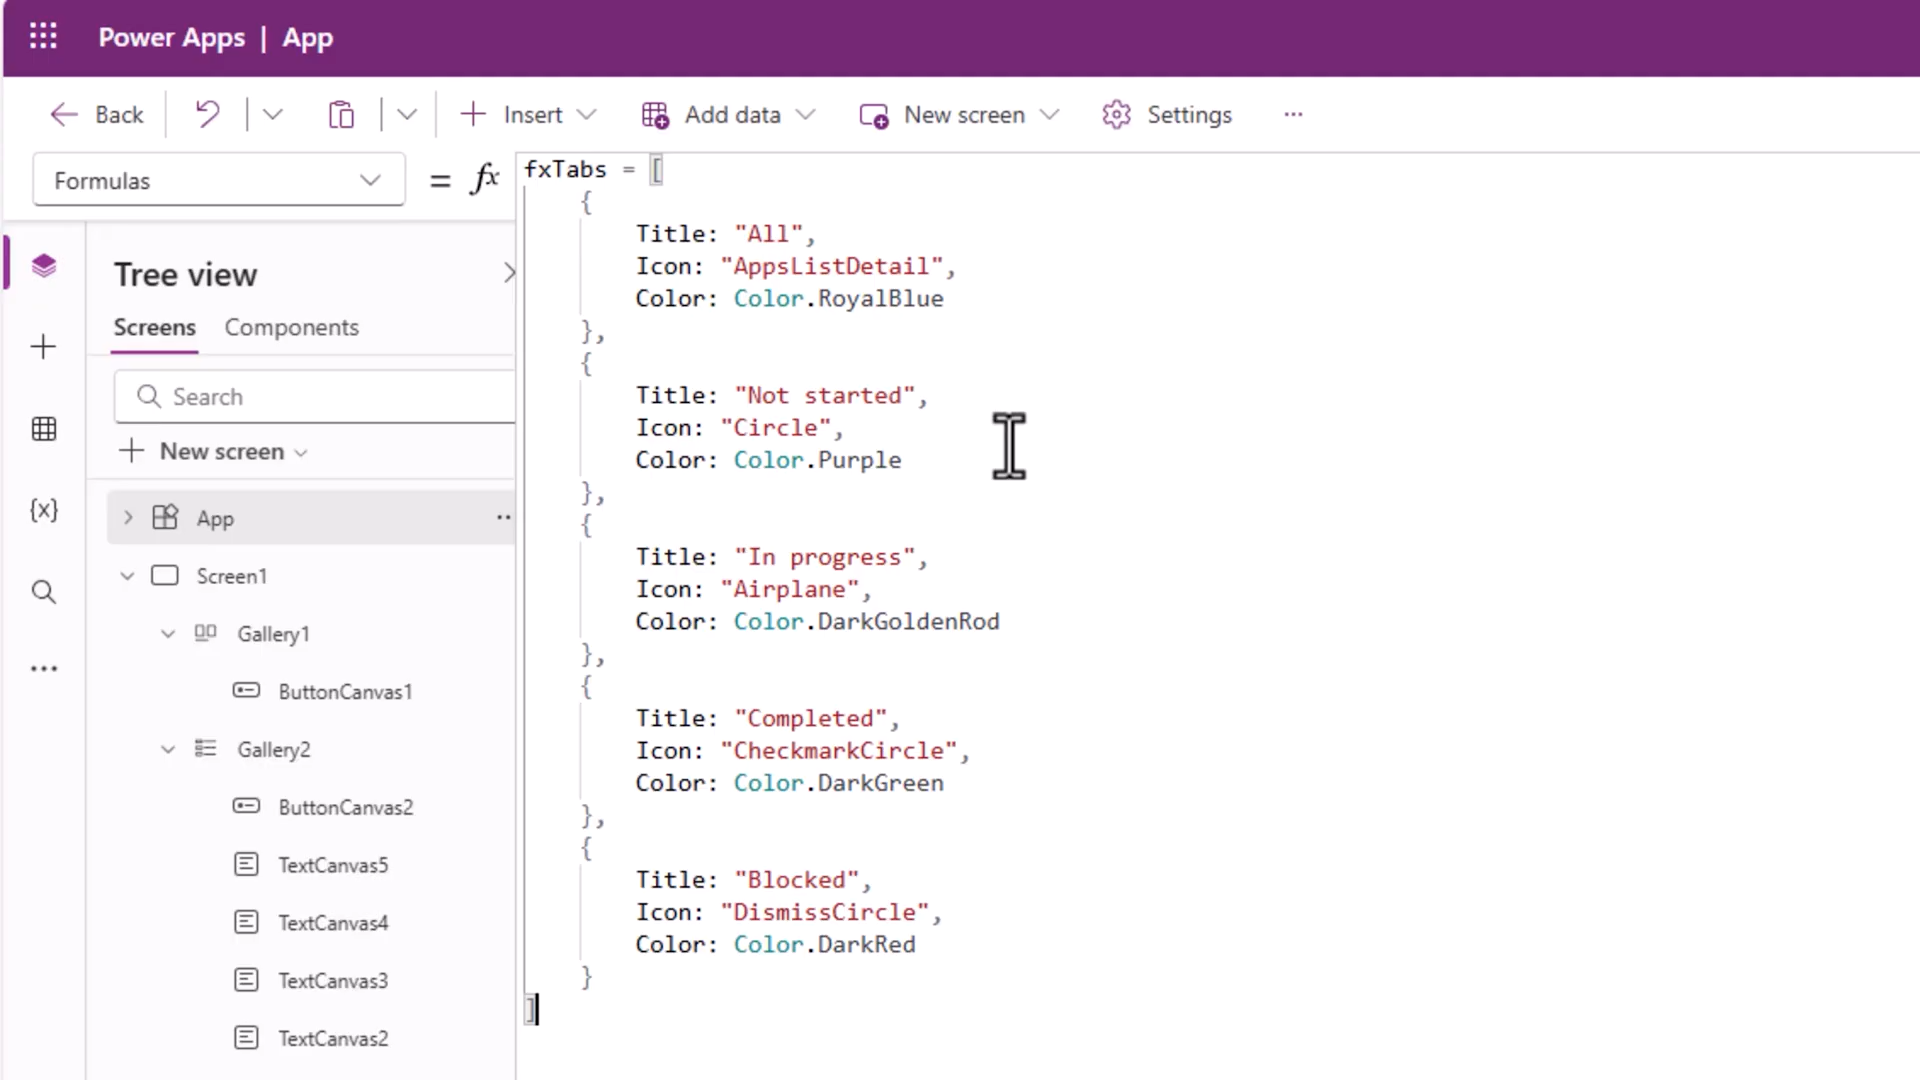 Power Apps | App
Back
Insert
Add data
New screen
Settings
Formulas
= fx
fxTabs = [
{
Title: "All",
Icon: "AppsListDetail",
Color: Color.RoyalBlue
},
{
Title: "Not started",
Icon: "Circle",
Color: Color.Purple
},
{
Title: "In progress",
Icon: "Airplane",
Color: Color.DarkGoldenRod
},
{
Title: "Completed",
Icon: "CheckmarkCircle",
Color: Color.DarkGreen
},
{
Title: "Blocked",
Icon: "DismissCircle",
Color: Color.DarkRed
}
]
Tree view
Screens Components
Search
New screen
App
Screen1
Gallery1
ButtonCanvas1
Gallery2
ButtonCanvas2
TextCanvas5
TextCanvas4
TextCanvas3
TextCanvas2
{x}